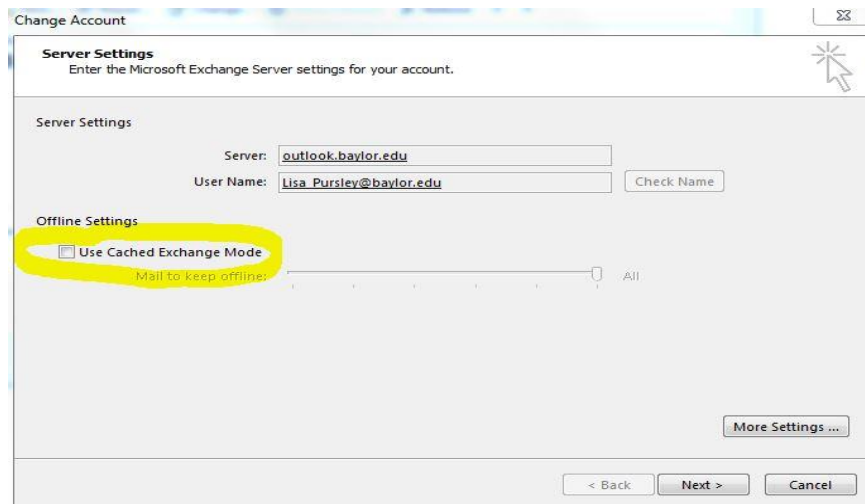 Change Account
Server Settings
Enter the Microsoft Exchange Server settings for your account.
Server Settings
Server: outlook.baylor.edu
User Name: Lisa_Pursley@baylor.edu Check Name
Offline Settings
Use Cached Exchange Mode
Mail to keep offline: All
More Settings ...
< Back Next > Cancel